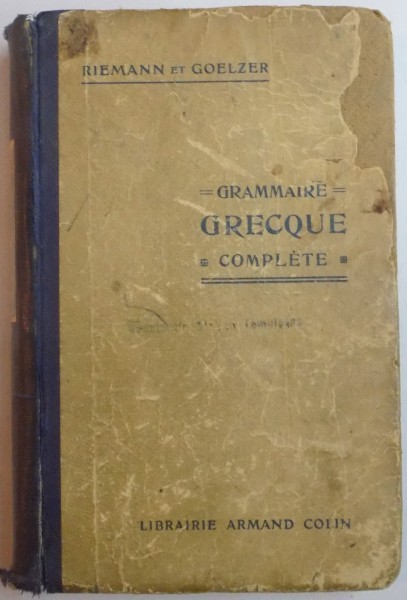 RIEMANN ET GOELZER
GRAMMAIRE
GRECQUE
COMPLÈTE
LIBRAIRIE ARMAND COLIN